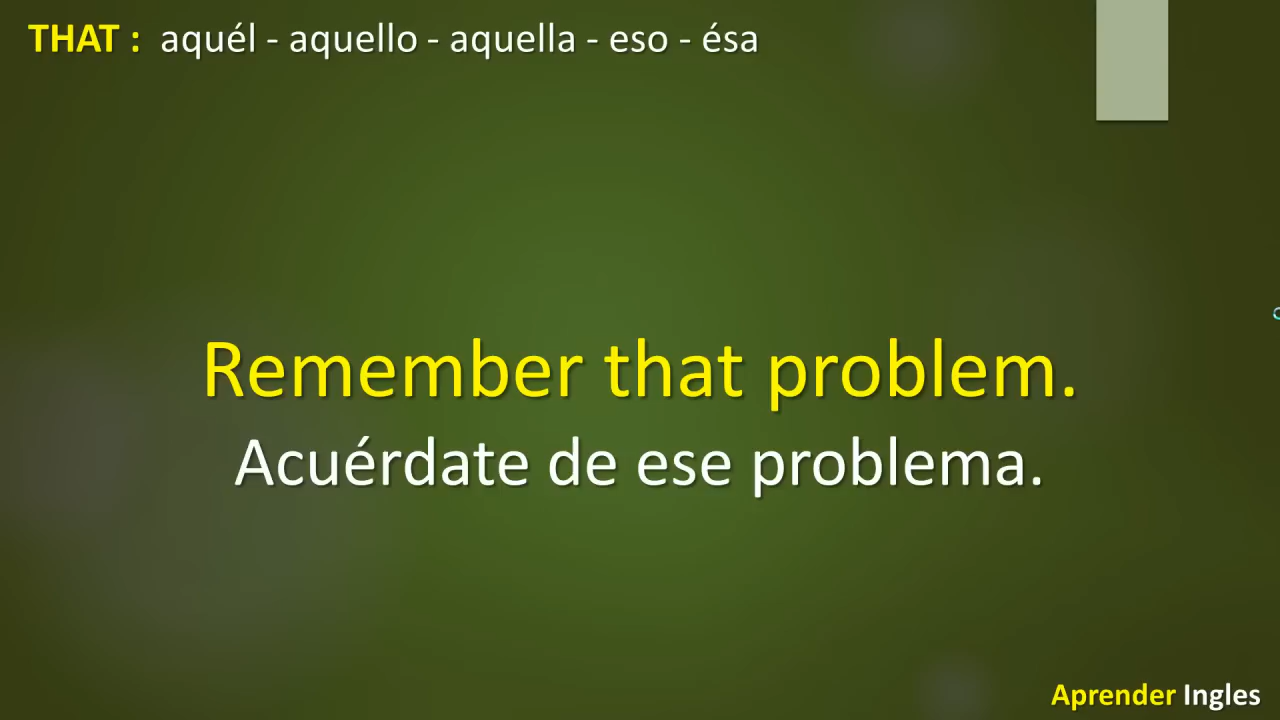 THAT : aquél - aquello - aquella - eso - ésa
Remember that problem.
Acuérdate de ese problema.
Aprender Ingles